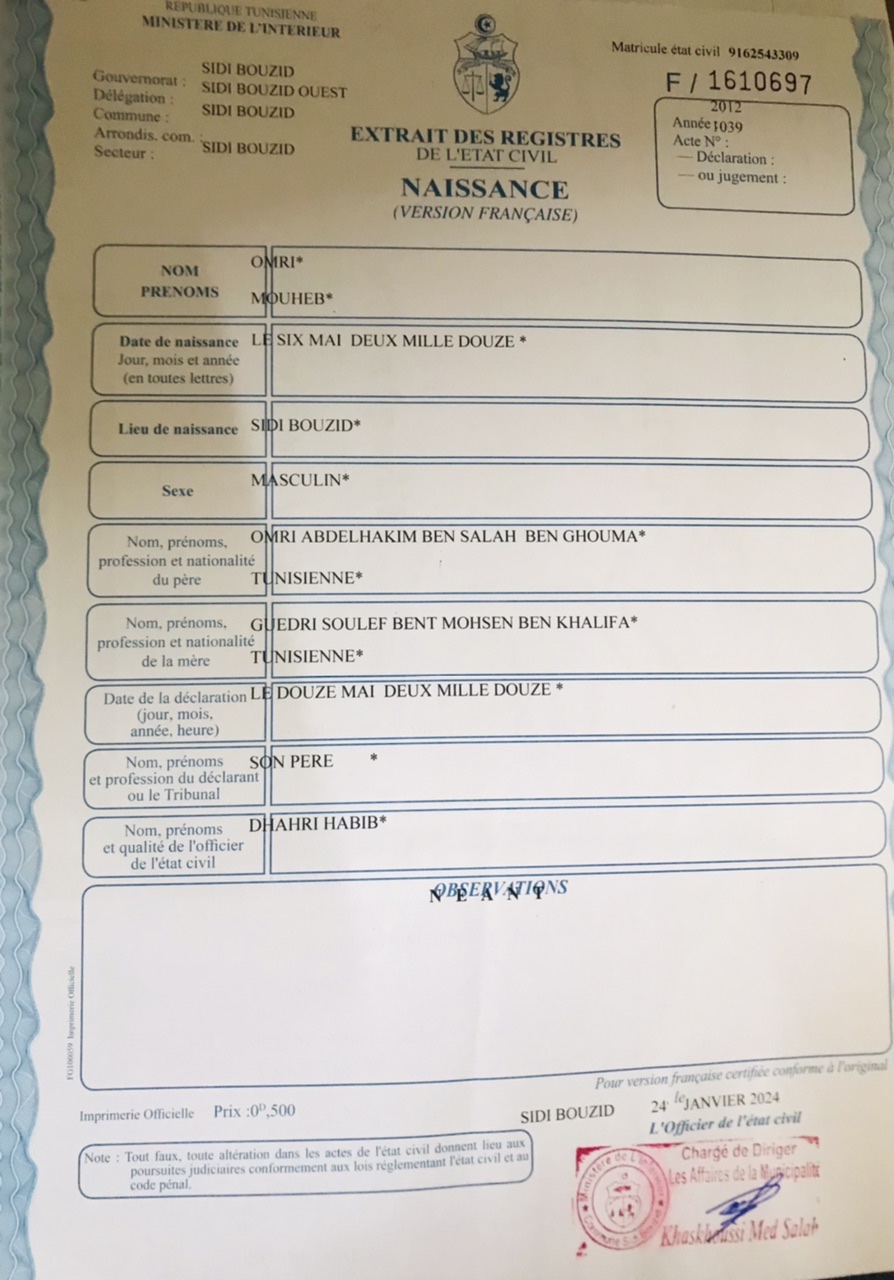 REPUBLIQUE TUNISIENNE
MINISTERE DE L'INTERIEUR
Gouvernorat : SIDI BOUZID
Délégation : SIDI BOUZID OUEST
Commune : SIDI BOUZID
Arrondis. com. :
Secteur : SIDI BOUZID
Matricule état civil 9162543309
F / 1610697
2012
Année : 1039
Acte N° :
— Déclaration :
— ou jugement :
EXTRAIT DES REGISTRES
DE L'ETAT CIVIL
NAISSANCE
(VERSION FRANÇAISE)
NOM OMRI*
PRENOMS MOUHEB*
Date de naissance LE SIX MAI DEUX MILLE DOUZE *
Jour, mois et année
(en toutes lettres)
Lieu de naissance SIDI BOUZID*
Sexe MASCULIN*
Nom, prénoms, OMRI ABDELHAKIM BEN SALAH BEN GHOUMA*
profession et nationalité
du père TUNISIENNE*
Nom, prénoms, GUEDRI SOULEF BENT MOHSEN BEN KHALIFA*
profession et nationalité
de la mère TUNISIENNE*
Date de la déclaration LE DOUZE MAI DEUX MILLE DOUZE *
(jour, mois,
année, heure)
Nom, prénoms SON PERE *
et profession du déclarant
ou le Tribunal
Nom, prénoms DHAHRI HABIB*
et qualité de l'officier
de l'état civil
OBSERVATIONS
N E A N T
FG100059 Imprimerie Officielle
Pour version française certifiée conforme à l'original
Imprimerie Officielle Prix :0ᴰ,500
SIDI BOUZID 24 le JANVIER 2024
L'Officier de l'état civil
Note : Tout faux, toute altération dans les actes de l'état civil donnent lieu aux
poursuites judiciaires conformement aux lois réglementant l'état civil et au
code pénal.
Chargé de Diriger
Les Affaires de la Municipalité
Khaskhoussi Med Salah